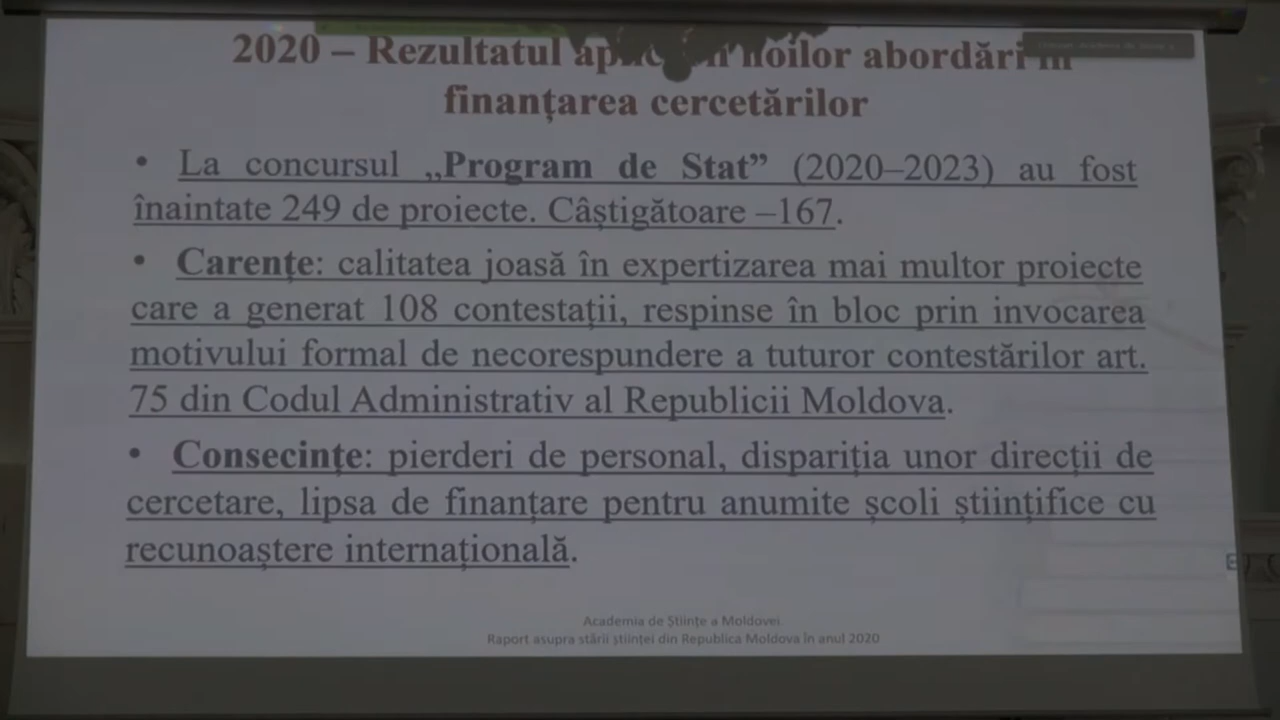 2020 – Rezultatul noilor abordări în
finanțarea cercetărilor
• La concursul „Program de Stat” (2020–2023) au fost
înaintate 249 de proiecte. Câștigătoare –167.
• Carențe: calitatea joasă în expertizarea mai multor proiecte
care a generat 108 contestații, respinse în bloc prin invocarea
motivului formal de necorespundere a tuturor contestărilor art.
75 din Codul Administrativ al Republicii Moldova.
• Consecințe: pierderi de personal, dispariția unor direcții de
cercetare, lipsa de finanțare pentru anumite școli științifice cu
recunoaștere internațională.
Academia de Științe a Moldovei
Raport asupra stării științei din Republica Moldova în anul 2020